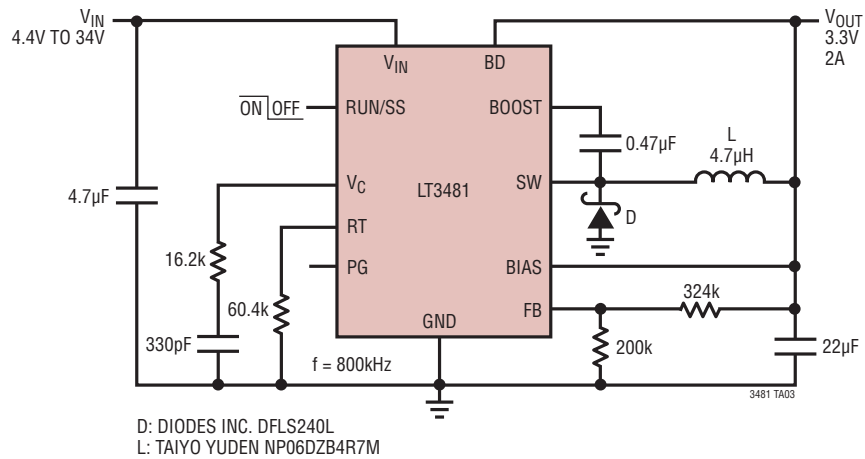 VIN
4.4V TO 34V
VOUT
3.3V
2A
VIN
BD
RUN/SS
BOOST
ON OFF
0.47µF
L
4.7µH
VC
LT3481
SW
4.7µF
D
RT
16.2k
PG
BIAS
324k
60.4k
FB
GND
330pF
f = 800kHz
200k
22µF
3481 TA03
D: DIODES INC. DFLS240L
L: TAIYO YUDEN NP06DZB4R7M